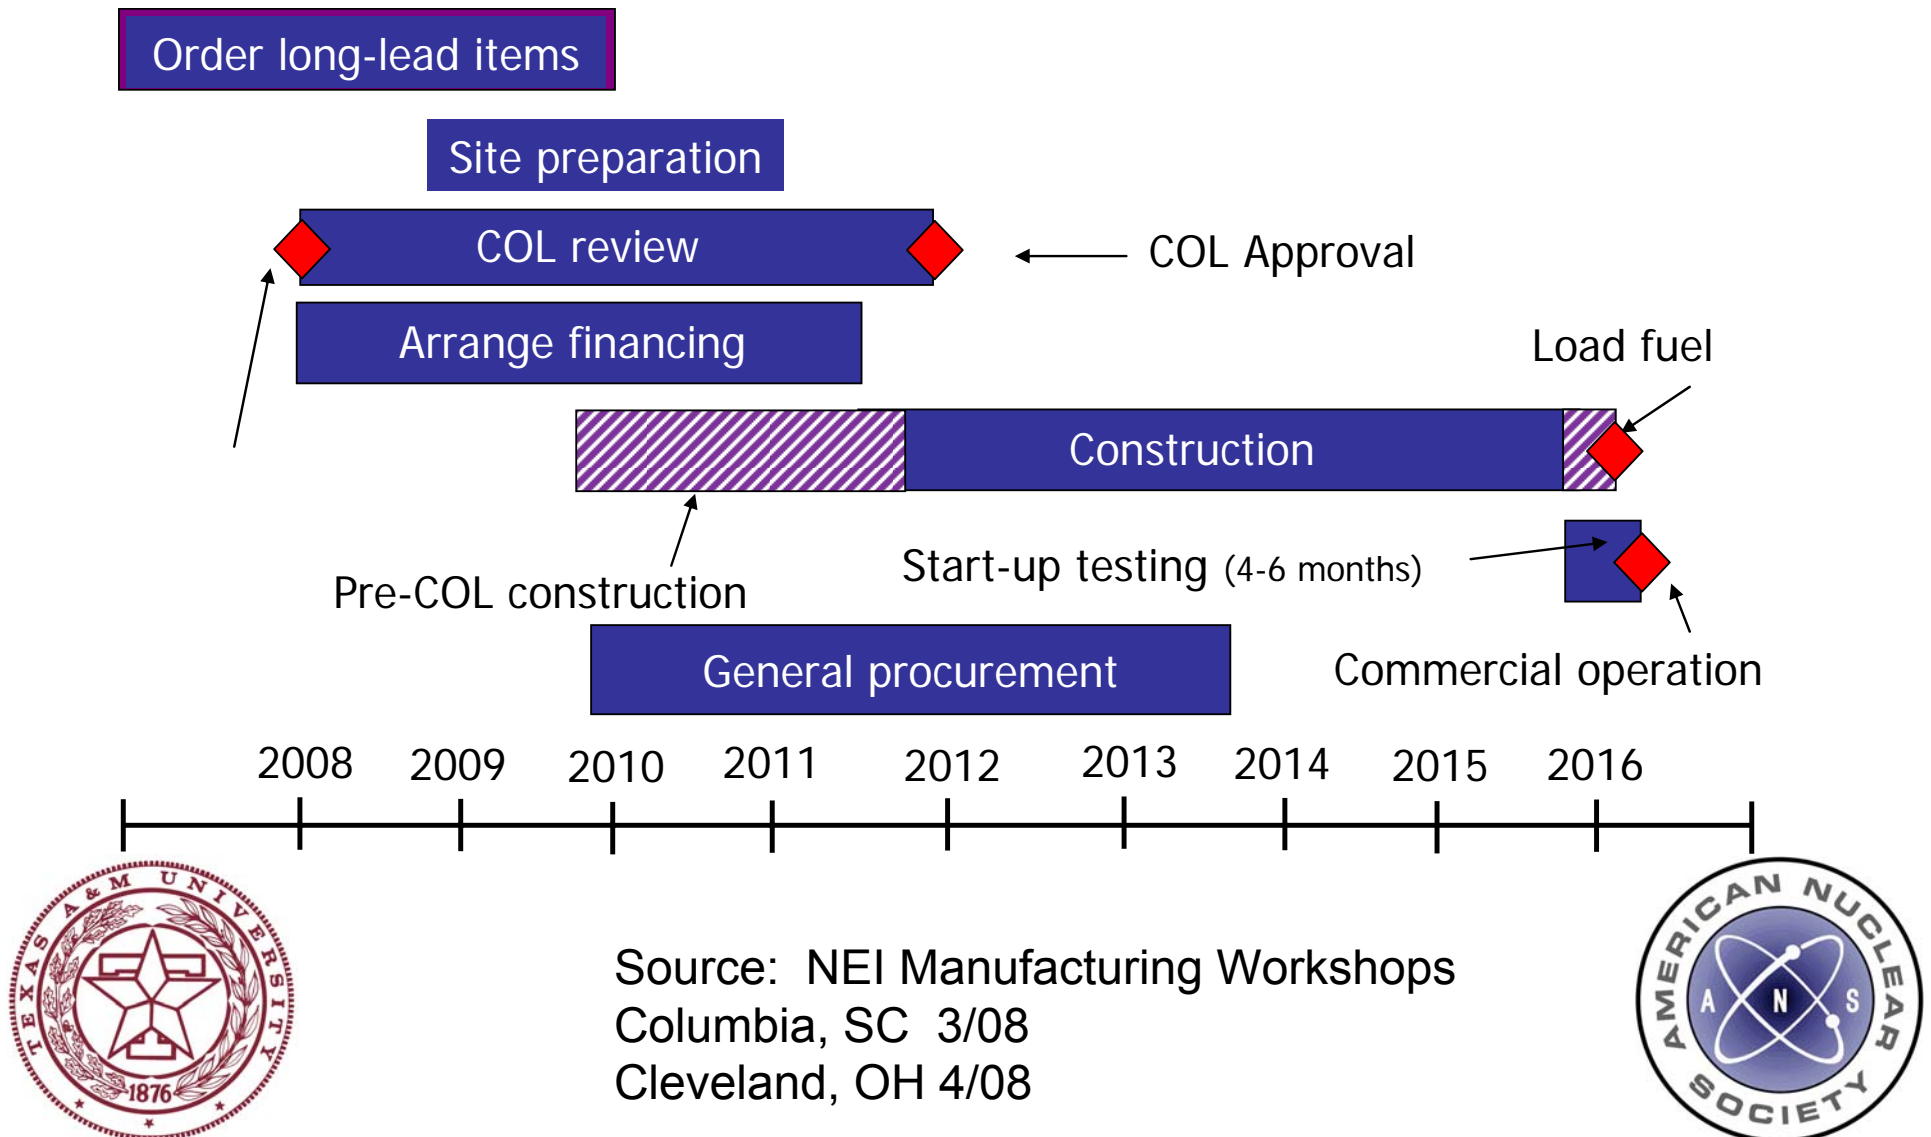 Order long-lead items
Site preparation
COL review
COL Approval
Arrange financing
Load fuel
Construction
Start-up testing (4-6 months)
Pre-COL construction
General procurement
Commercial operation
2008 2009 2010 2011 2012 2013 2014 2015 2016
TEXAS A&M UNIVERSITY
1876
Source: NEI Manufacturing Workshops
Columbia, SC 3/08
Cleveland, OH 4/08
AMERICAN NUCLEAR SOCIETY
A N S